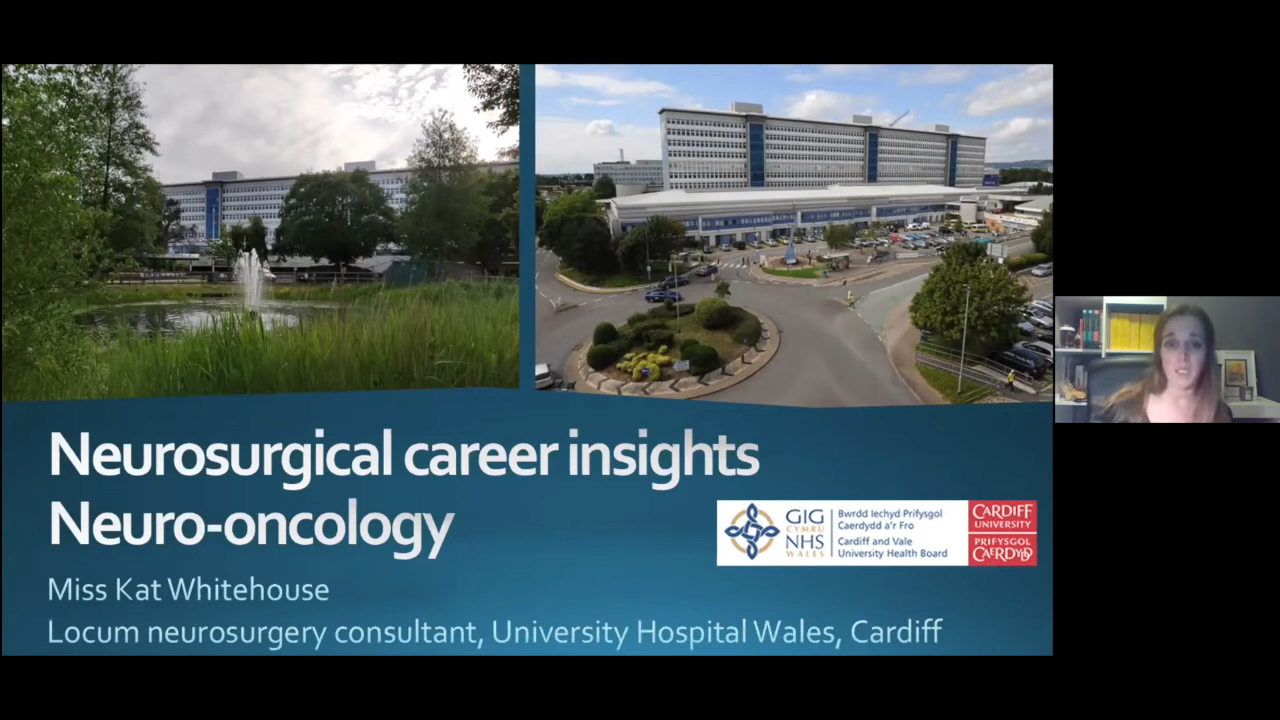 Neurosurgical career insights
Neuro-oncology
GIG
CYMRU
NHS
WALES
Bwrdd Iechyd Prifysgol
Caerdydd a'r Fro
Cardiff and Vale
University Health Board
CARDIFF
UNIVERSITY
PRIFYSGOL
CAERDYDD
Miss Kat Whitehouse
Locum neurosurgery consultant, University Hospital Wales, Cardiff